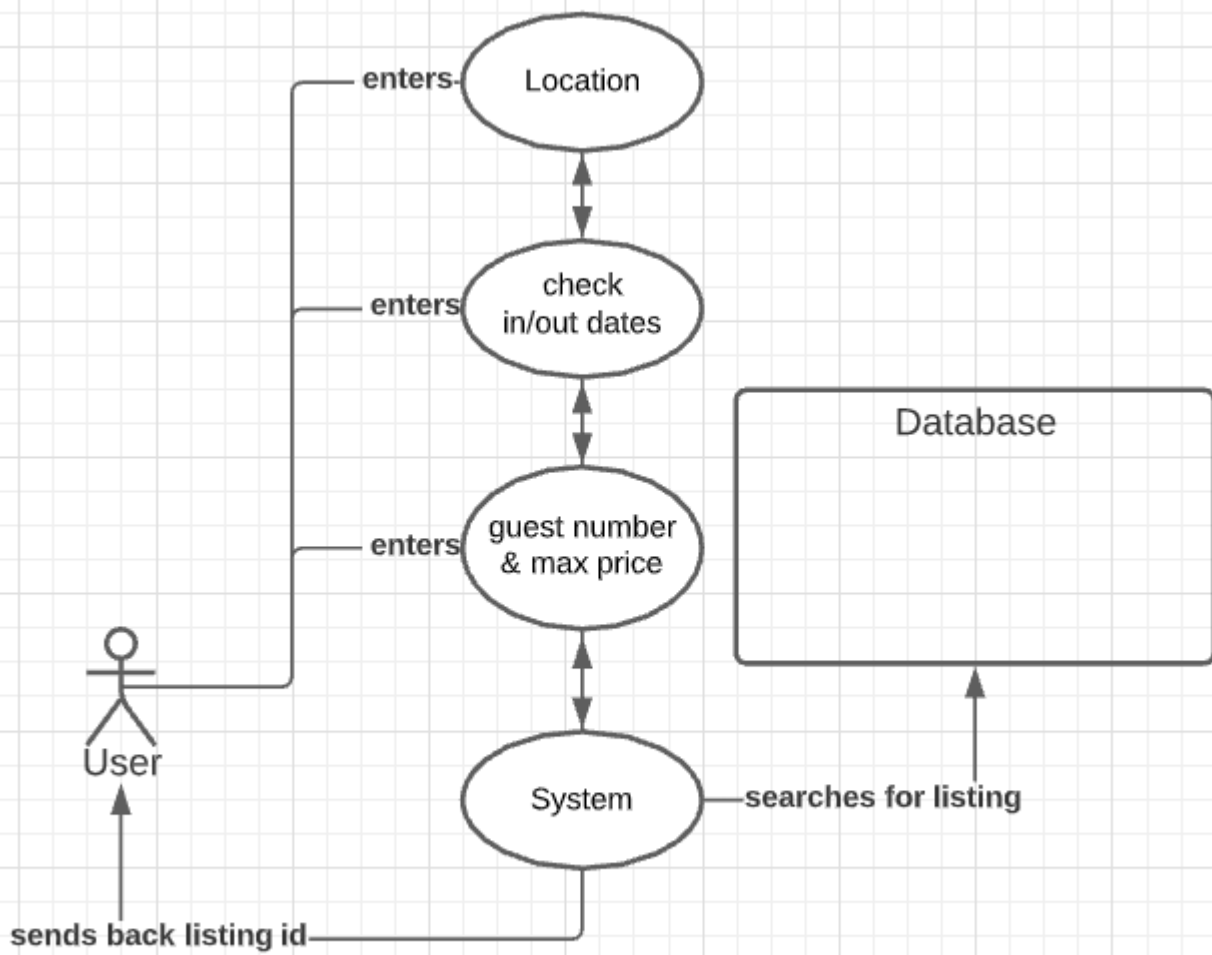 enters
Location
enters
check
in/out dates
Database
enters
guest number
& max price
User
System
searches for listing
sends back listing id